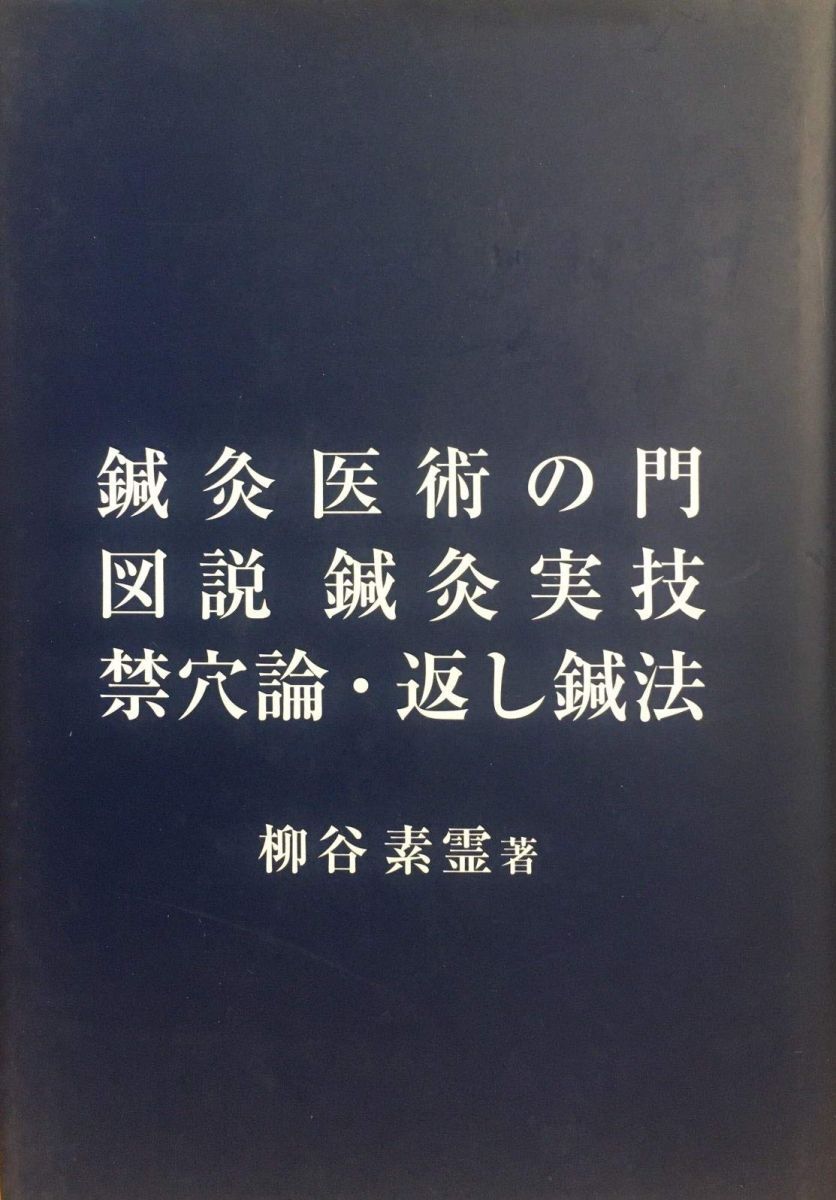 鍼灸医術の門
図説 鍼灸実技
禁穴論・返し鍼法
柳谷素霊著